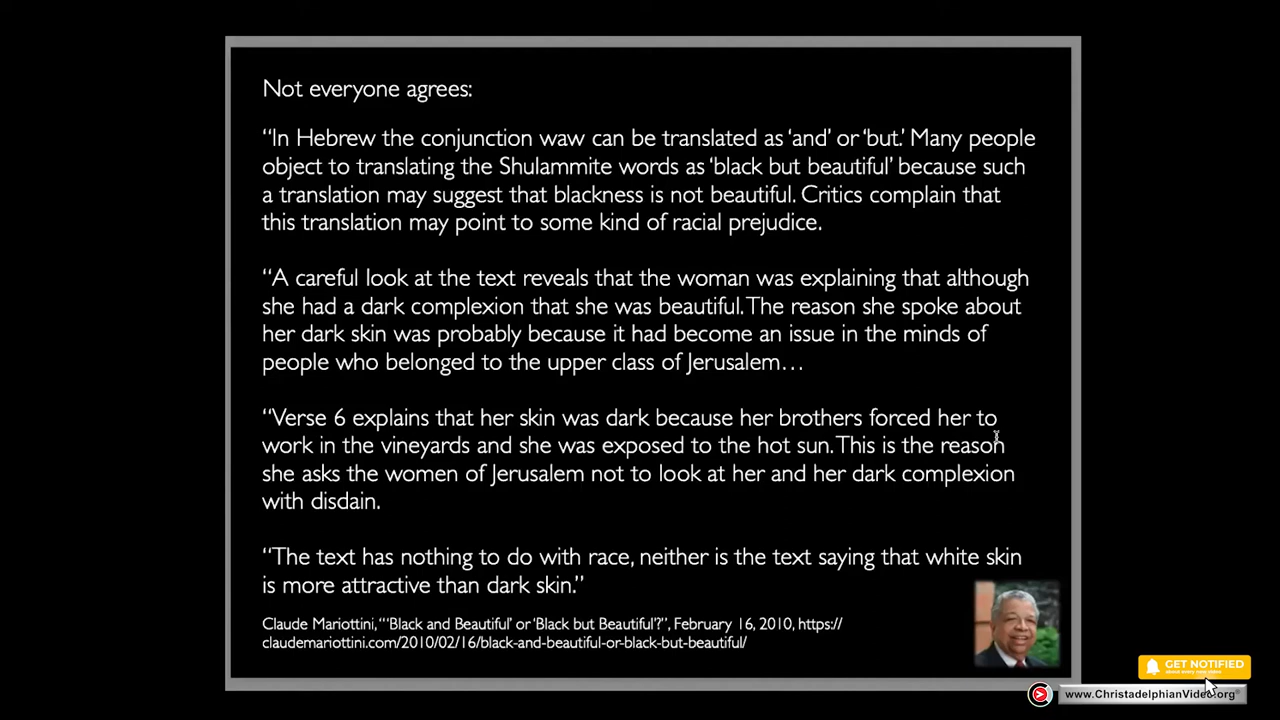 Not everyone agrees:
“In Hebrew the conjunction waw can be translated as ‘and’ or ‘but.’ Many people
object to translating the Shulammite words as ‘black but beautiful’ because such
a translation may suggest that blackness is not beautiful. Critics complain that
this translation may point to some kind of racial prejudice.
“A careful look at the text reveals that the woman was explaining that although
she had a dark complexion that she was beautiful. The reason she spoke about
her dark skin was probably because it had become an issue in the minds of
people who belonged to the upper class of Jerusalem…
“Verse 6 explains that her skin was dark because her brothers forced her to
work in the vineyards and she was exposed to the hot sun. This is the reason
she asks the women of Jerusalem not to look at her and her dark complexion
with disdain.
“The text has nothing to do with race, neither is the text saying that white skin
is more attractive than dark skin.”
Claude Mariottini, “‘Black and Beautiful’ or ‘Black but Beautiful’?”, February 16, 2010, https://
claudemariottini.com/2010/02/16/black-and-beautiful-or-black-but-beautiful/
GET NOTIFIED
about every new video
www.ChristadelphianVideo.org